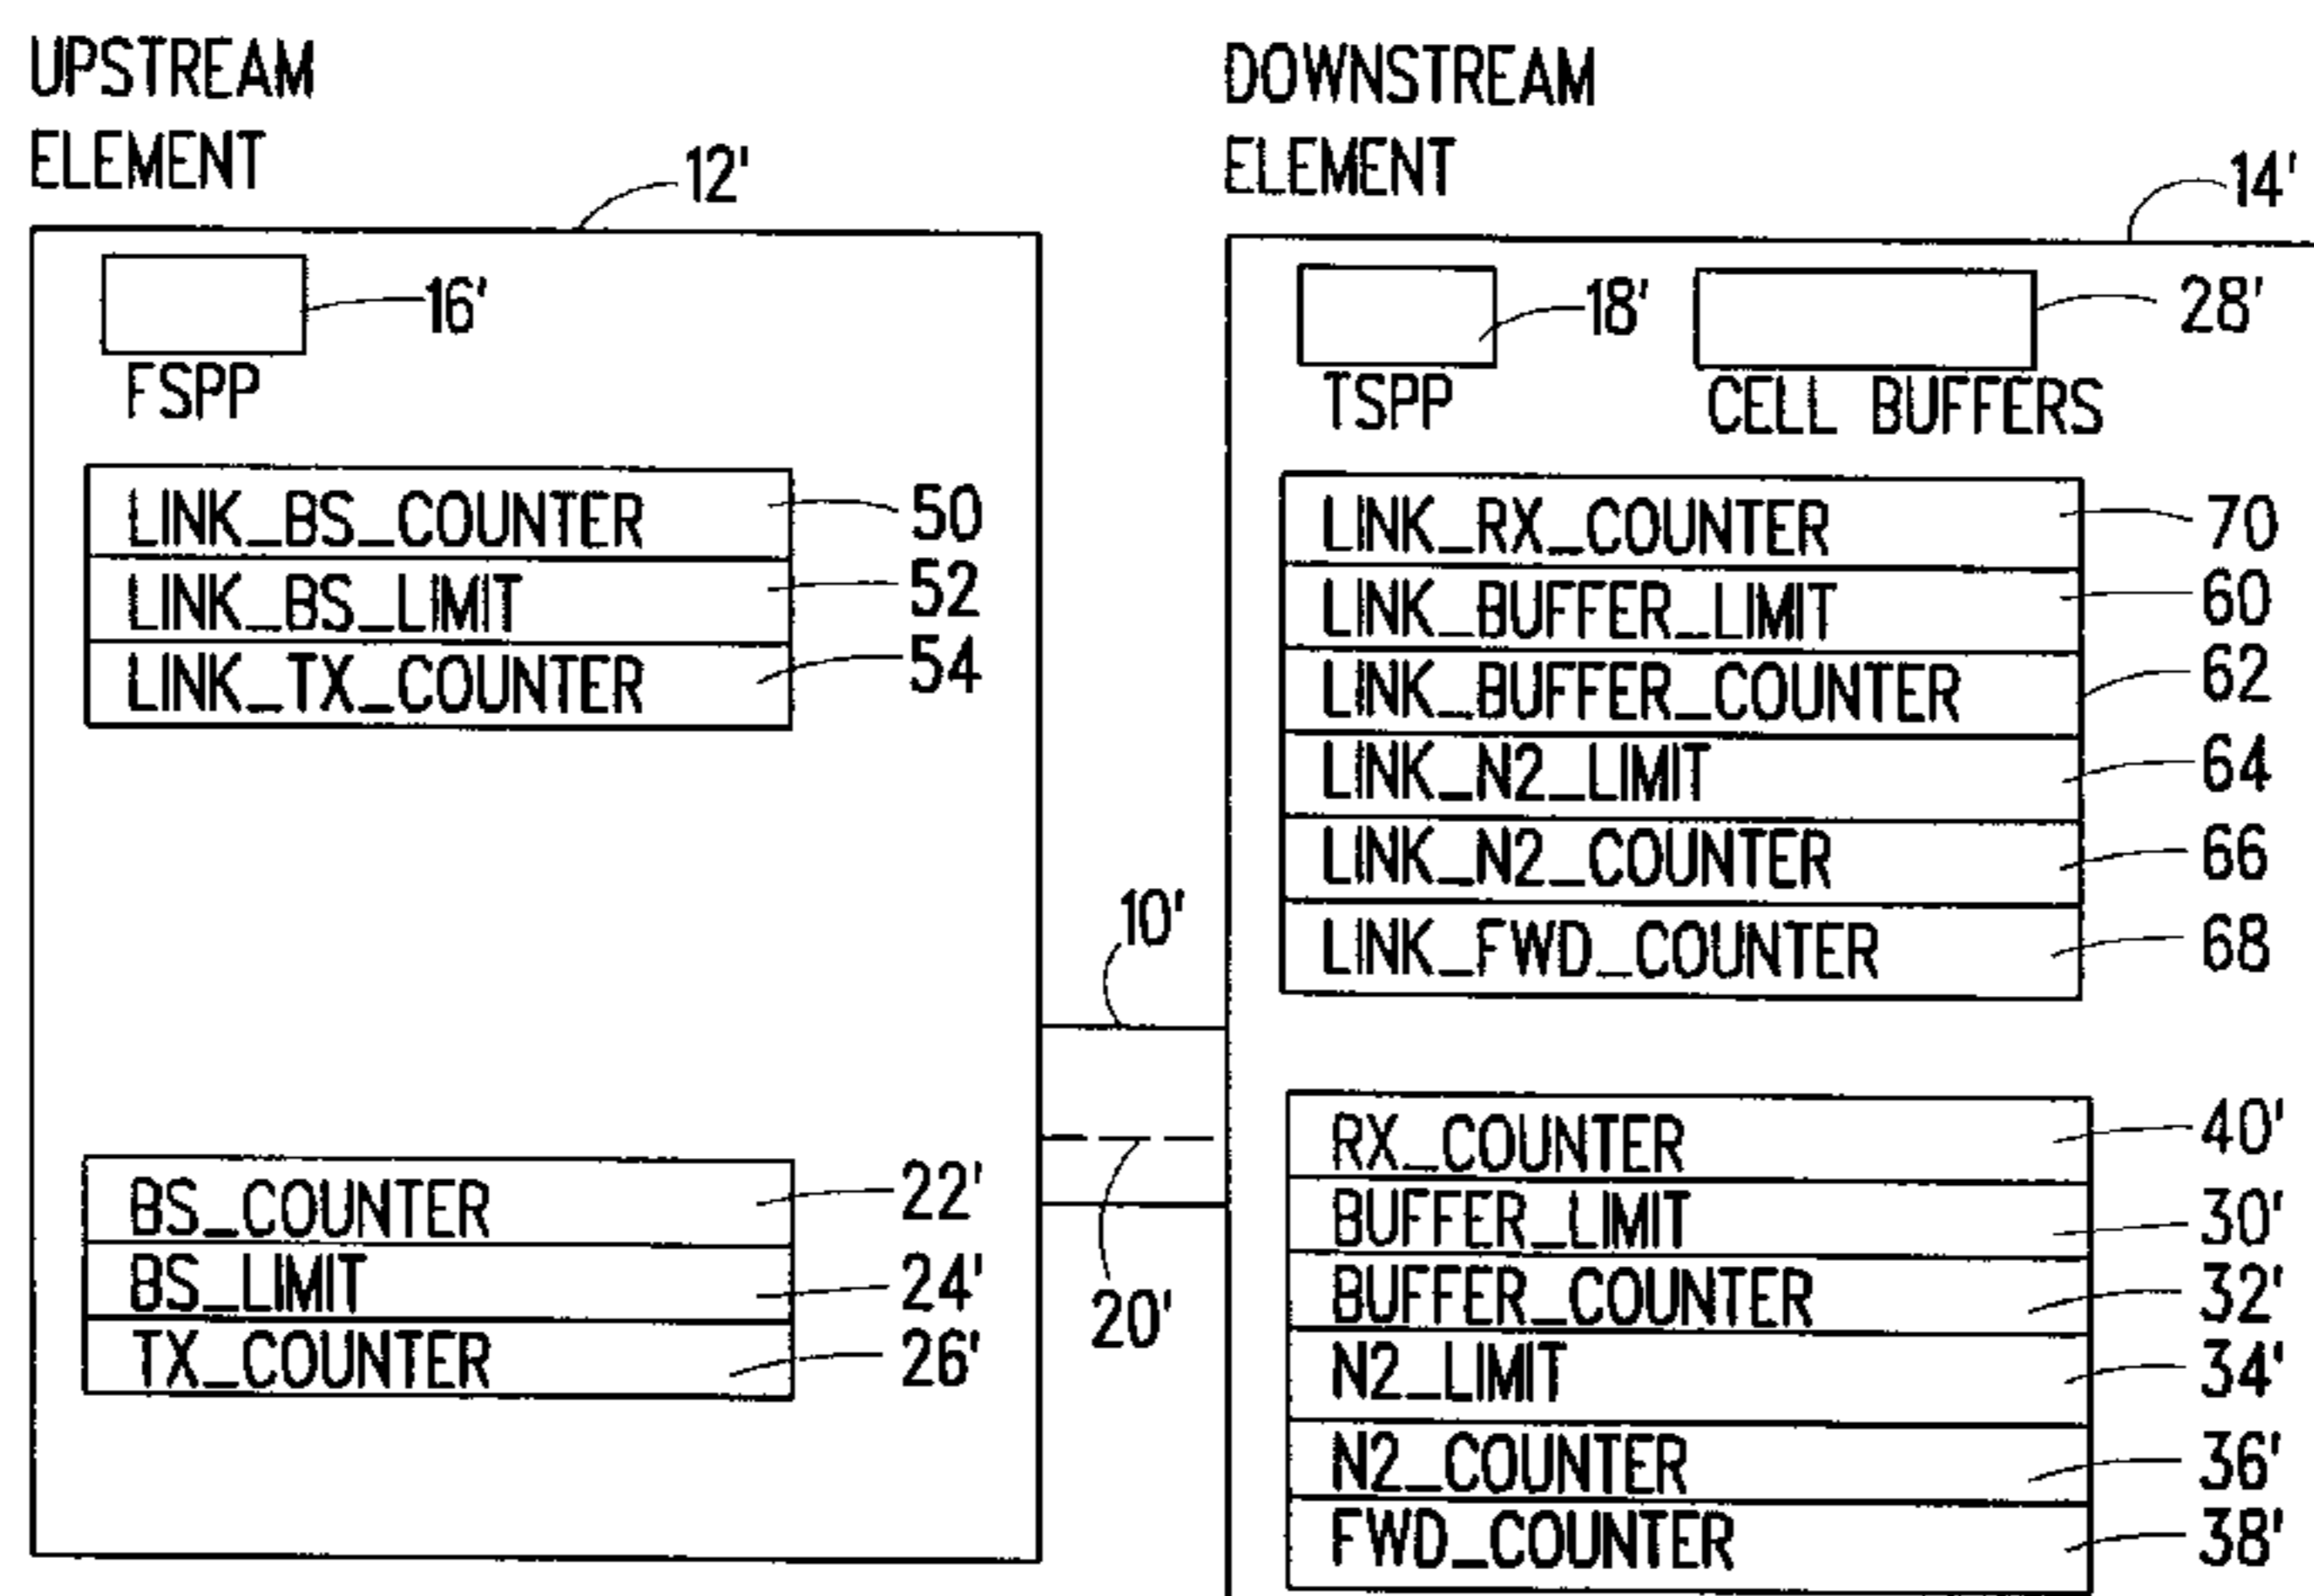 UPSTREAM
ELEMENT
12'
16'
FSPP
LINK_BS_COUNTER 50
LINK_BS_LIMIT 52
LINK_TX_COUNTER 54
10'
20'
BS_COUNTER 22'
BS_LIMIT 24'
TX_COUNTER 26'
DOWNSTREAM
ELEMENT
14'
18' 28'
TSPP CELL BUFFERS
LINK_RX_COUNTER 70
LINK_BUFFER_LIMIT 60
LINK_BUFFER_COUNTER 62
LINK_N2_LIMIT 64
LINK_N2_COUNTER 66
LINK_FWD_COUNTER 68
RX_COUNTER 40'
BUFFER_LIMIT 30'
BUFFER_COUNTER 32'
N2_LIMIT 34'
N2_COUNTER 36'
FWD_COUNTER 38'